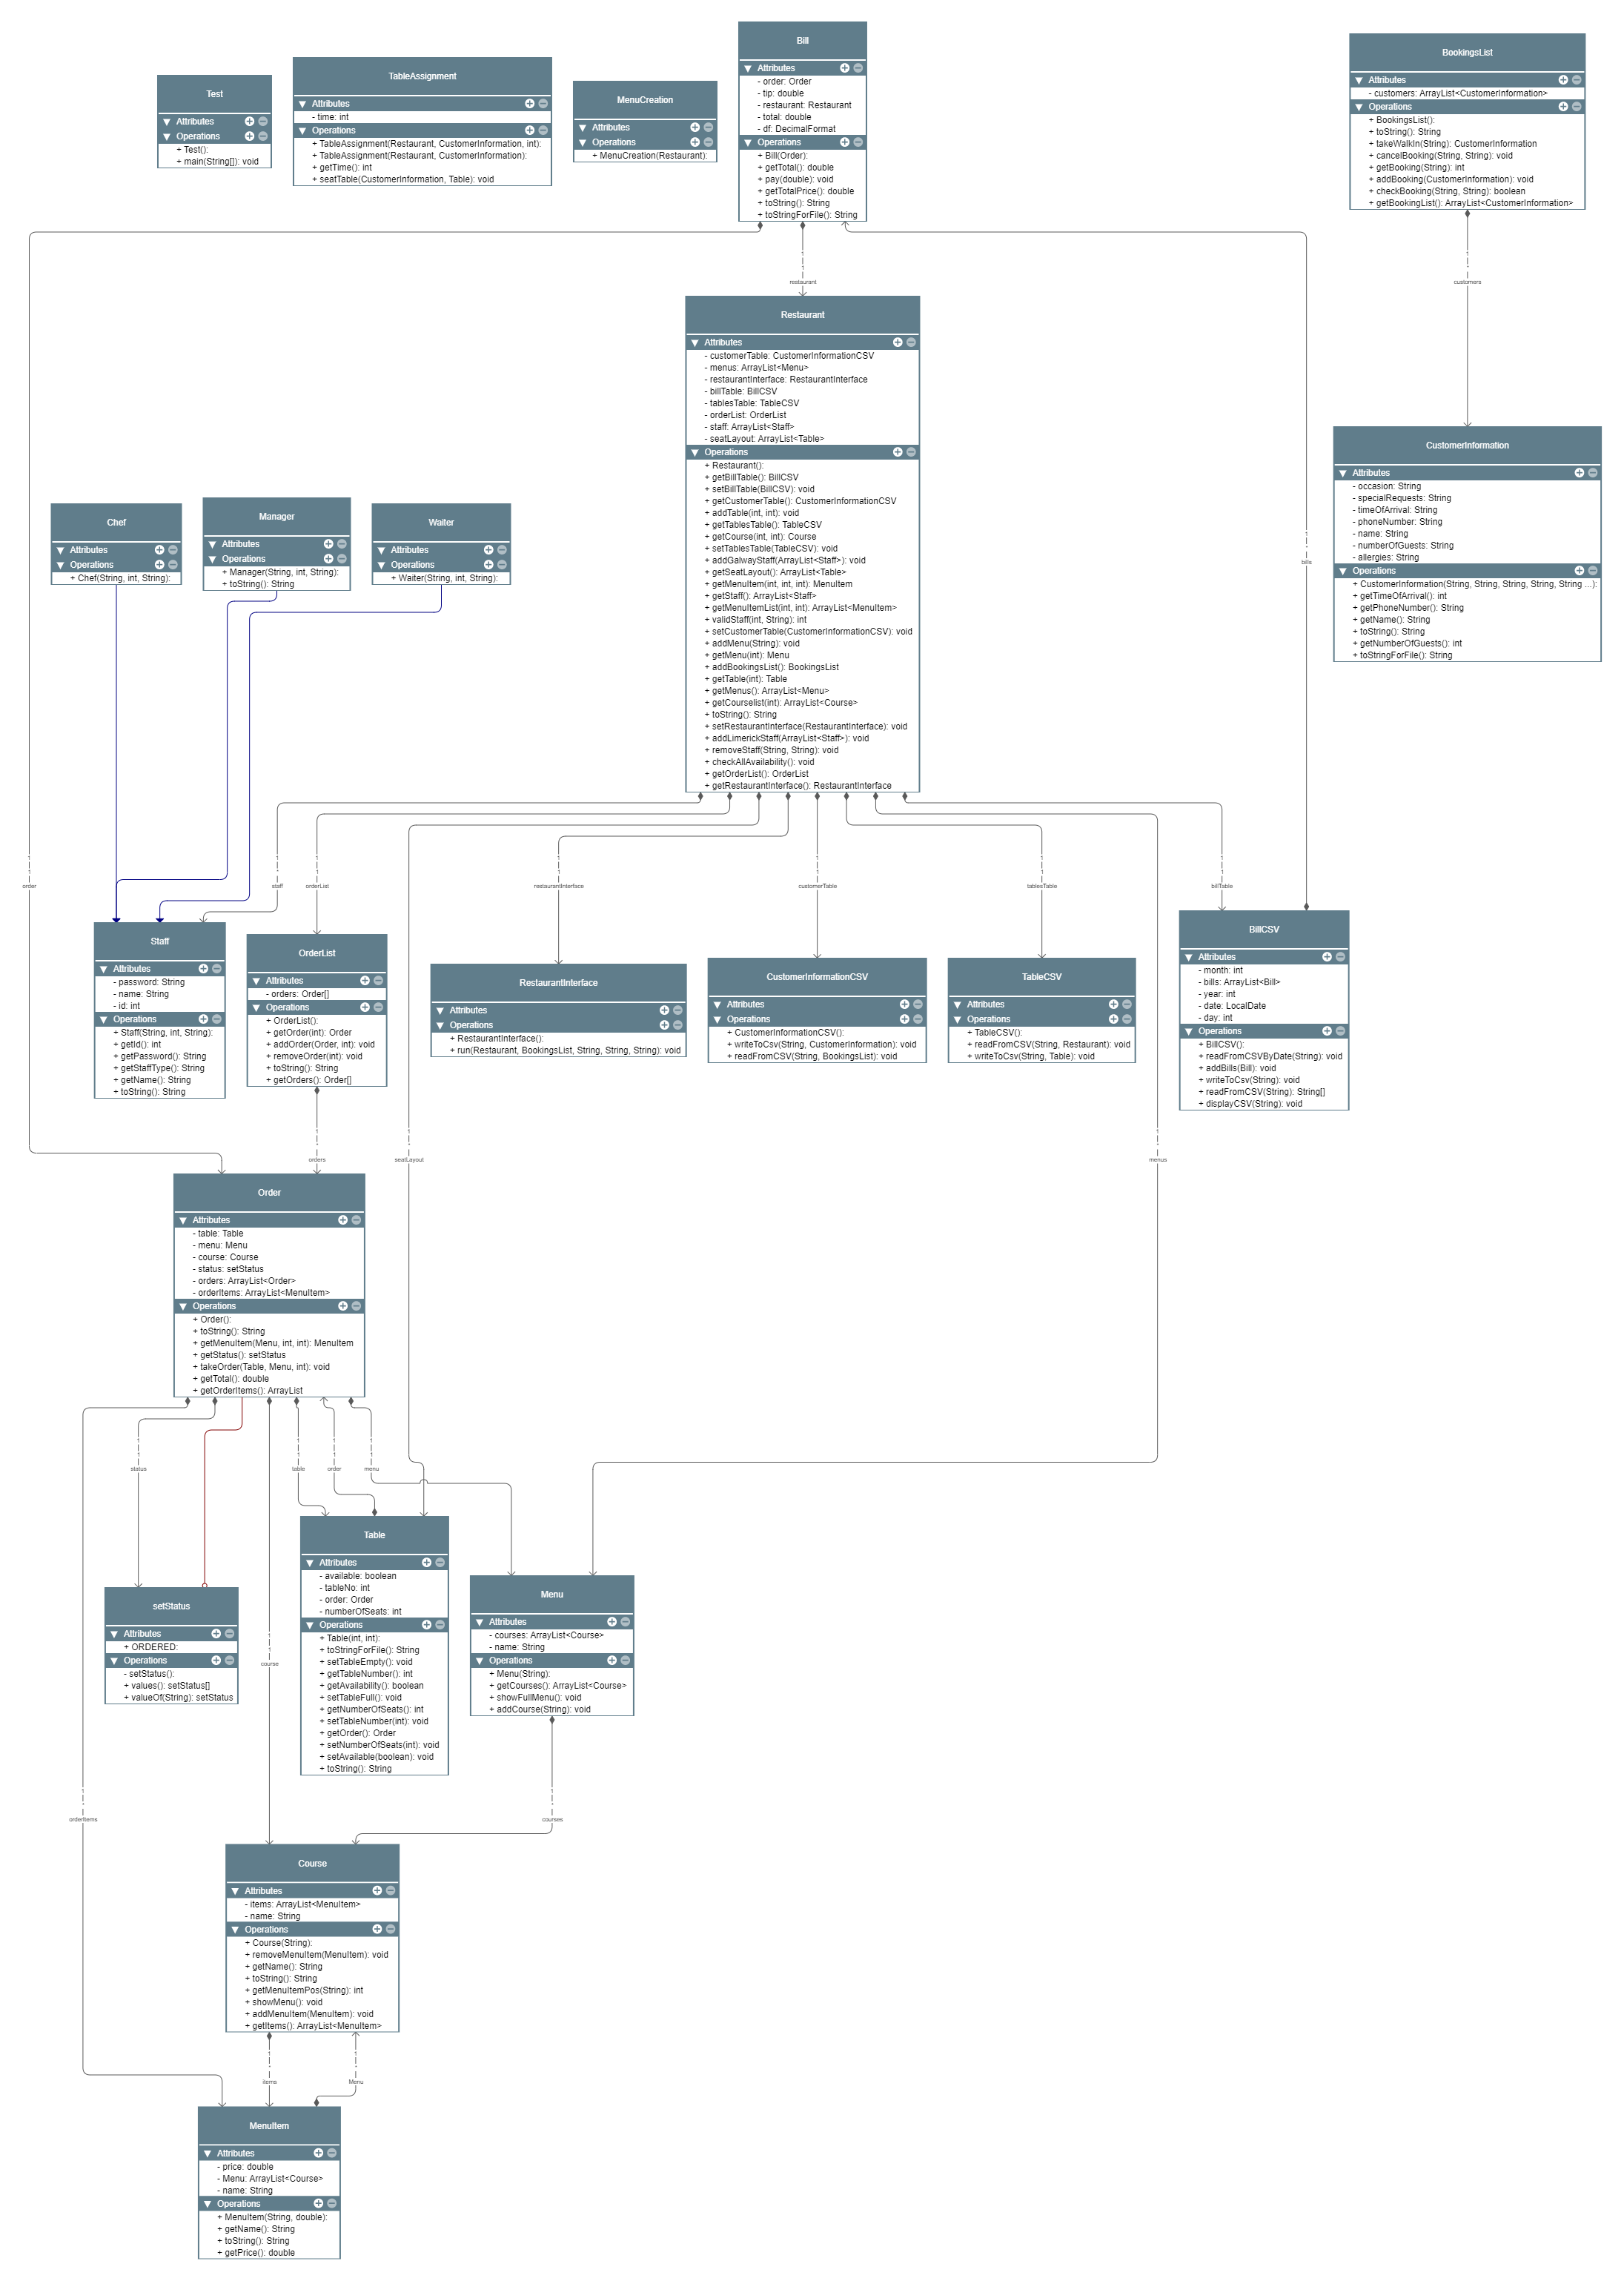 Test
Attributes
Operations
+ Test():
+ main(String[]): void
TableAssignment
Attributes
- time: int
Operations
+ TableAssignment(Restaurant, CustomerInformation, int):
+ TableAssignment(Restaurant, CustomerInformation):
+ getTime(): int
+ seatTable(CustomerInformation, Table): void
MenuCreation
Attributes
Operations
+ MenuCreation(Restaurant):
Bill
Attributes
- order: Order
- tip: double
- restaurant: Restaurant
- total: double
- df: DecimalFormat
Operations
+ Bill(Order):
+ getTotal(): double
+ pay(double): void
+ getTotalPrice(): double
+ toString(): String
+ toStringForFile(): String
BookingsList
Attributes
- customers: ArrayList<CustomerInformation>
Operations
+ BookingsList():
+ toString(): String
+ takeWalkIn(String): CustomerInformation
+ cancelBooking(String, String): void
+ getBooking(String): int
+ addBooking(CustomerInformation): void
+ checkBooking(String, String): boolean
+ getBookingList(): ArrayList<CustomerInformation>
restaurant
customers
Restaurant
Attributes
- customerTable: CustomerInformationCSV
- menus: ArrayList<Menu>
- restaurantInterface: RestaurantInterface
- billTable: BillCSV
- tablesTable: TableCSV
- orderList: OrderList
- staff: ArrayList<Staff>
- seatLayout: ArrayList<Table>
Operations
+ Restaurant():
+ getBillTable(): BillCSV
+ setBillTable(BillCSV): void
+ getCustomerTable(): CustomerInformationCSV
+ addTable(int, int): void
+ getTablesTable(): TableCSV
+ getCourse(int, int): Course
+ setTablesTable(TableCSV): void
+ addGalwayStaff(ArrayList<Staff>): void
+ getSeatLayout(): ArrayList<Table>
+ getMenuItem(int, int, int): MenuItem
+ getStaff(): ArrayList<Staff>
+ getMenuItemList(int, int): ArrayList<MenuItem>
+ validStaff(int, String): int
+ setCustomerTable(CustomerInformationCSV): void
+ addMenu(String): void
+ getMenu(int): Menu
+ addBookingsList(): BookingsList
+ getTable(int): Table
+ getMenus(): ArrayList<Menu>
+ getCourselist(int): ArrayList<Course>
+ toString(): String
+ setRestaurantInterface(RestaurantInterface): void
+ addLimerickStaff(ArrayList<Staff>): void
+ removeStaff(String, String): void
+ checkAllAvailability(): void
+ getOrderList(): OrderList
+ getRestaurantInterface(): RestaurantInterface
bills
CustomerInformation
Attributes
- occasion: String
- specialRequests: String
- timeOfArrival: String
- phoneNumber: String
- name: String
- numberOfGuests: String
- allergies: String
Operations
+ CustomerInformation(String, String, String, String, String ...):
+ getTimeOfArrival(): int
+ getPhoneNumber(): String
+ getName(): String
+ toString(): String
+ getNumberOfGuests(): int
+ toStringForFile(): String
Chef
Attributes
Operations
+ Chef(String, int, String):
Manager
Attributes
Operations
+ Manager(String, int, String):
+ toString(): String
Waiter
Attributes
Operations
+ Waiter(String, int, String):
order
staff
orderList
restaurantInterface
customerTable
tablesTable
billTable
Staff
Attributes
- password: String
- name: String
- id: int
Operations
+ Staff(String, int, String):
+ getId(): int
+ getPassword(): String
+ getStaffType(): String
+ getName(): String
+ toString(): String
OrderList
Attributes
- orders: Order[]
Operations
+ OrderList():
+ getOrder(int): Order
+ addOrder(Order, int): void
+ removeOrder(int): void
+ toString(): String
+ getOrders(): Order[]
RestaurantInterface
Attributes
Operations
+ RestaurantInterface():
+ run(Restaurant, BookingsList, String, String, String): void
CustomerInformationCSV
Attributes
Operations
+ CustomerInformationCSV():
+ writeToCsv(String, CustomerInformation): void
+ readFromCSV(String, BookingsList): void
TableCSV
Attributes
Operations
+ TableCSV():
+ readFromCSV(String, Restaurant): void
+ writeToCsv(String, Table): void
BillCSV
Attributes
- month: int
- bills: ArrayList<Bill>
- year: int
- date: LocalDate
- day: int
Operations
+ BillCSV():
+ readFromCSVByDate(String): void
+ addBills(Bill): void
+ writeToCsv(String): void
+ readFromCSV(String): String[]
+ displayCSV(String): void
orders
seatLayout
menus
Order
Attributes
- table: Table
- menu: Menu
- course: Course
- status: setStatus
- orders: ArrayList<Order>
- orderItems: ArrayList<MenuItem>
Operations
+ Order():
+ toString(): String
+ getMenuItem(Menu, int, int): MenuItem
+ getStatus(): setStatus
+ takeOrder(Table, Menu, int): void
+ getTotal(): double
+ getOrderItems(): ArrayList
status
table
order
menu
setStatus
Attributes
+ ORDERED:
Operations
- setStatus():
+ values(): setStatus[]
+ valueOf(String): setStatus
course
Table
Attributes
- available: boolean
- tableNo: int
- order: Order
- numberOfSeats: int
Operations
+ Table(int, int):
+ toStringForFile(): String
+ setTableEmpty(): void
+ getTableNumber(): int
+ getAvailability(): boolean
+ setTableFull(): void
+ getNumberOfSeats(): int
+ setTableNumber(int): void
+ getOrder(): Order
+ setNumberOfSeats(int): void
+ setAvailable(boolean): void
+ toString(): String
Menu
Attributes
- courses: ArrayList<Course>
- name: String
Operations
+ Menu(String):
+ getCourses(): ArrayList<Course>
+ showFullMenu(): void
+ addCourse(String): void
orderItems
courses
Course
Attributes
- items: ArrayList<MenuItem>
- name: String
Operations
+ Course(String):
+ removeMenuItem(MenuItem): void
+ getName(): String
+ toString(): String
+ getMenuItemPos(String): int
+ showMenu(): void
+ addMenuItem(MenuItem): void
+ getItems(): ArrayList<MenuItem>
items
Menu
MenuItem
Attributes
- price: double
- Menu: ArrayList<Course>
- name: String
Operations
+ MenuItem(String, double):
+ getName(): String
+ toString(): String
+ getPrice(): double